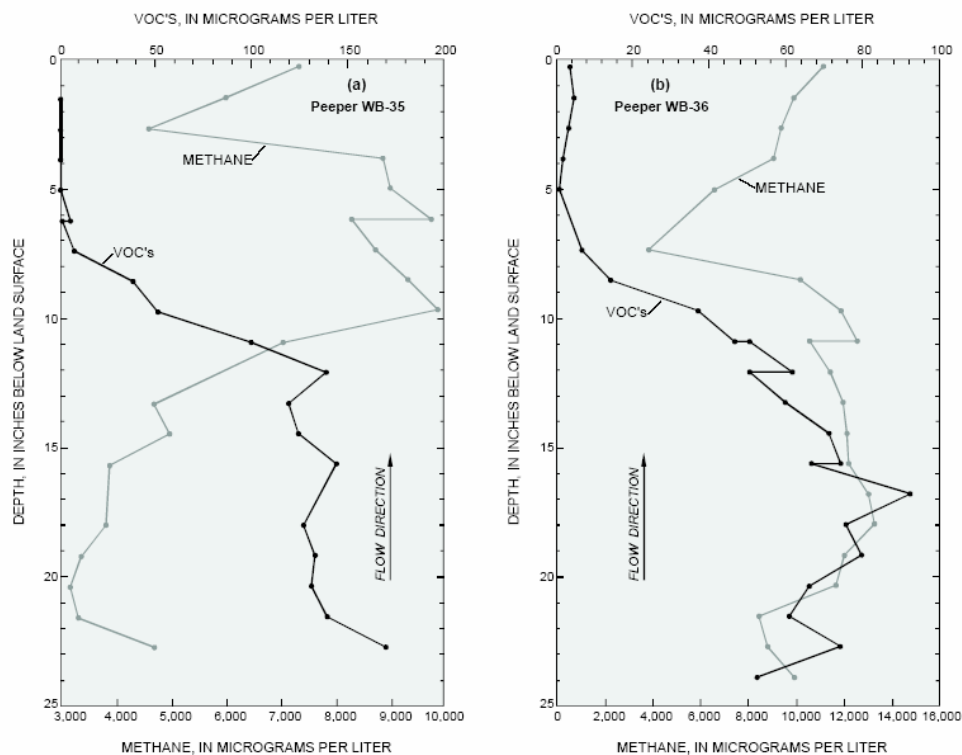 VOC'S, IN MICROGRAMS PER LITER
0 50 100 150 200
(a)
Peeper WB-35
METHANE
VOC's
FLOW DIRECTION
DEPTH, IN INCHES BELOW LAND SURFACE
0
5
10
15
20
25
3,000 4,000 5,000 6,000 7,000 8,000 9,000 10,000
METHANE, IN MICROGRAMS PER LITER
VOC'S, IN MICROGRAMS PER LITER
0 20 40 60 80 100
(b)
Peeper WB-36
METHANE
VOC's
FLOW DIRECTION
DEPTH, IN INCHES BELOW LAND SURFACE
0
5
10
15
20
25
0 2,000 4,000 6,000 8,000 10,000 12,000 14,000 16,000
METHANE, IN MICROGRAMS PER LITER